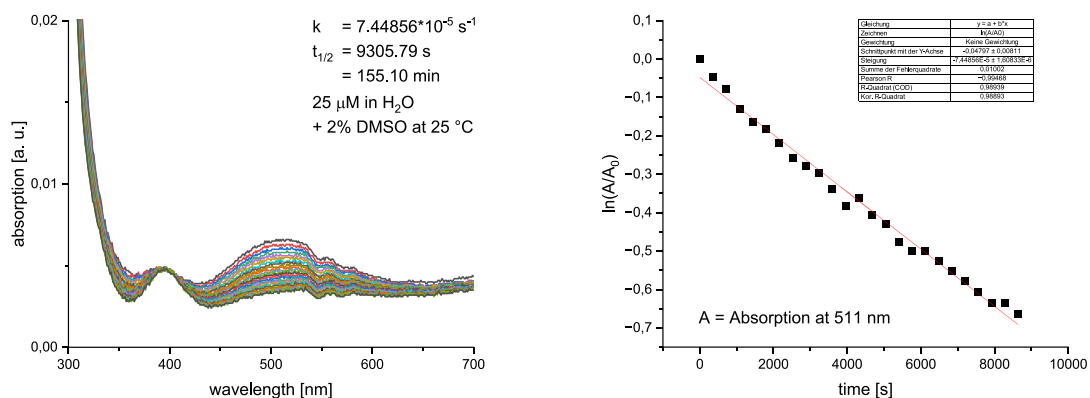 0,02
0,01
0,00
absorption [a. u.]
k = 7.44856*10⁻⁵ s⁻¹
t₁/₂ = 9305.79 s
= 155.10 min
25 μM in H₂O
+ 2% DMSO at 25 °C
300 400 500 600 700
wavelength [nm]
0,1
0,0
−0,1
−0,2
−0,3
−0,4
−0,5
−0,6
−0,7
ln(A/A₀)
Gleichung y = a + b*x
Zeichnen ln(A/A0)
Gewichtung Keine Gewichtung
Schnittpunkt mit der Y-Achse -0,04797 ± 0,00811
Steigung -7,44856E-5 ± 1,60833E-6
Summe der Fehlerquadrate 0,01002
Pearson R −0,99468
R-Quadrat (COD) 0,98939
Kor. R-Quadrat 0,98893
A = Absorption at 511 nm
0 2000 4000 6000 8000 10000
time [s]